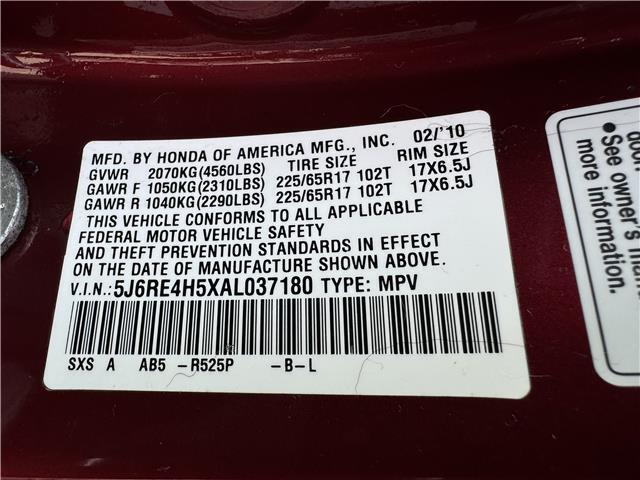 MFD. BY HONDA OF AMERICA MFG., INC. 02/'10
GVWR 2070KG(4560LBS) TIRE SIZE RIM SIZE
GAWR F 1050KG(2310LBS) 225/65R17 102T 17X6.5J
GAWR R 1040KG(2290LBS) 225/65R17 102T 17X6.5J
THIS VEHICLE CONFORMS TO ALL APPLICABLE
FEDERAL MOTOR VEHICLE SAFETY
AND THEFT PREVENTION STANDARDS IN EFFECT
ON THE DATE OF MANUFACTURE SHOWN ABOVE.
V.I.N.: 5J6RE4H5XAL037180 TYPE: MPV
SXS A AB5 -R525P -B-L
See owner's
more information.